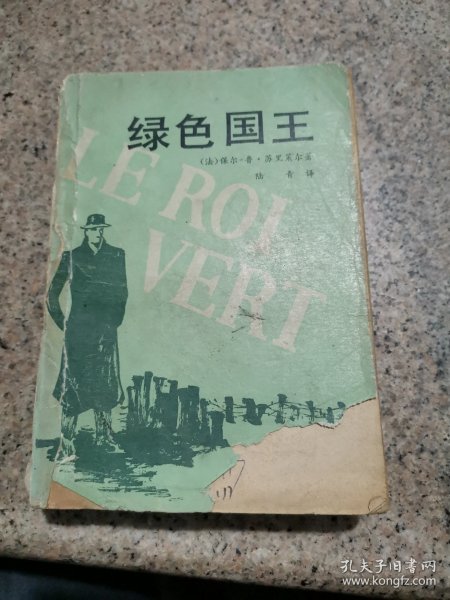 绿色国王
(法)保尔-鲁·苏里策尔著
陆青译
LE ROI
VERT
孔夫子旧书网
www.kongfz.com